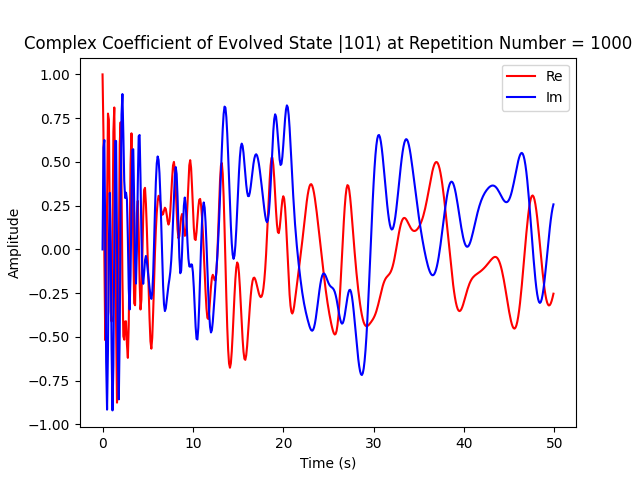 Complex Coefficient of Evolved State |101⟩ at Repetition Number = 1000
Re
Im
Amplitude
1.00
0.75
0.50
0.25
0.00
−0.25
−0.50
−0.75
−1.00
0 10 20 30 40 50
Time (s)